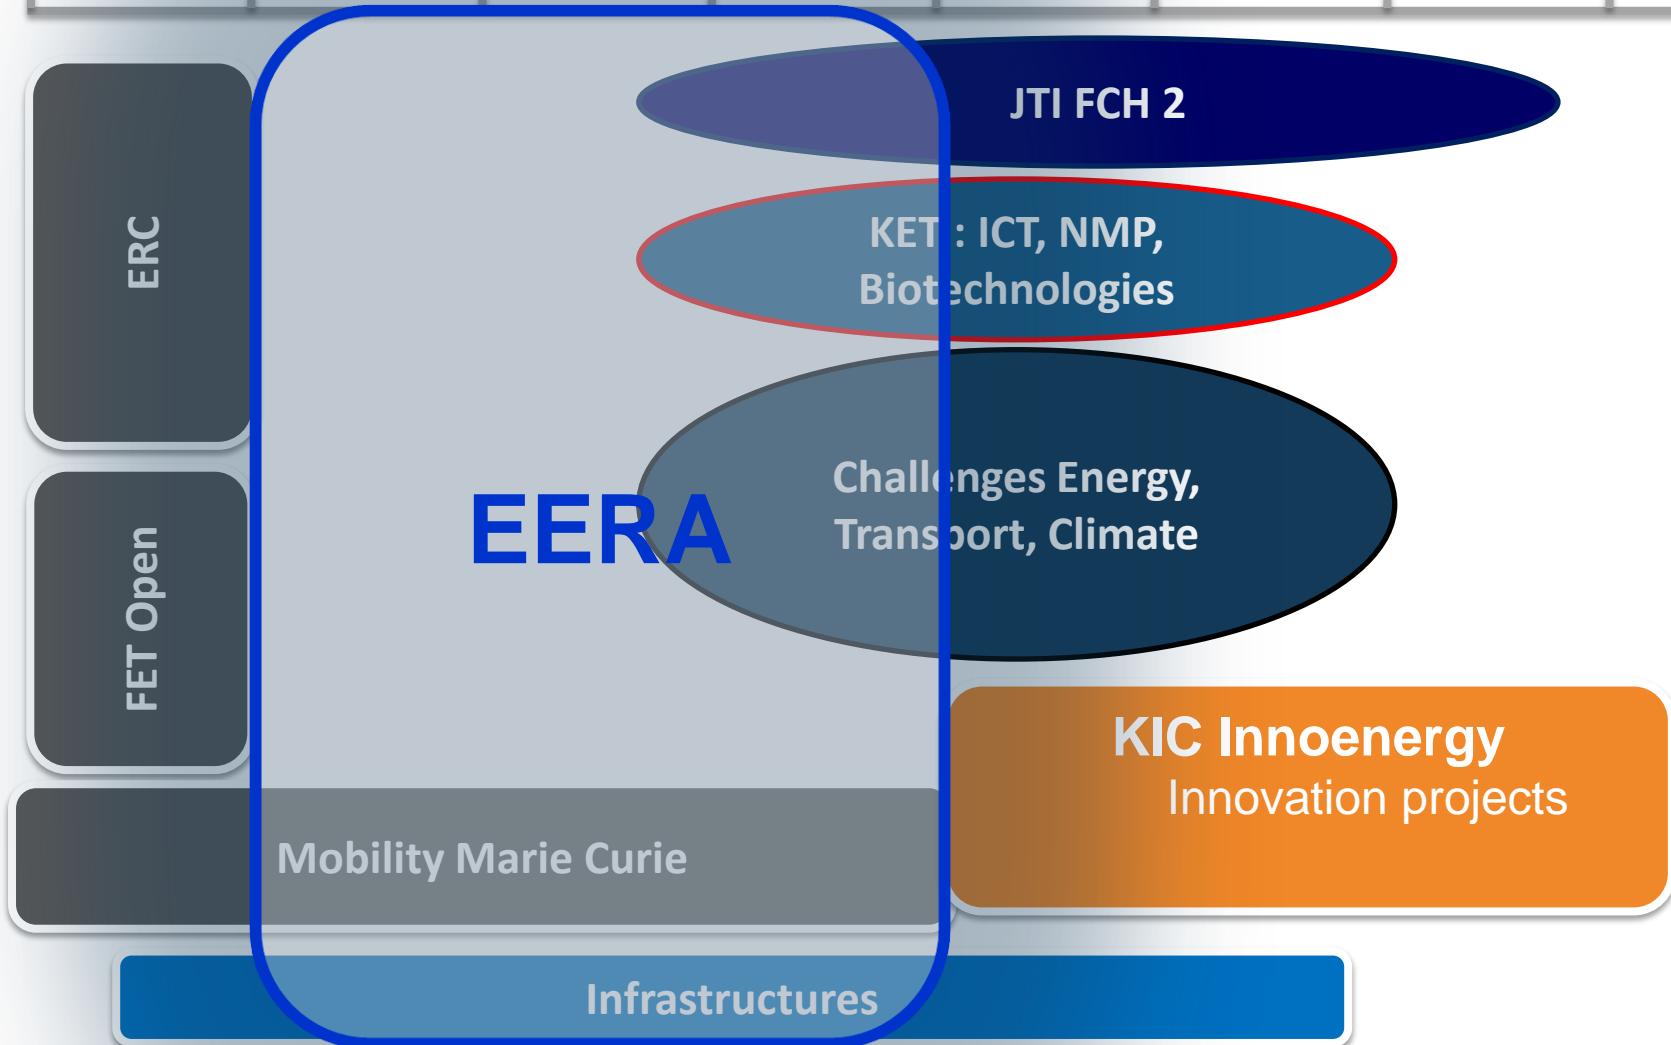 JTI FCH 2
ERC
KET : ICT, NMP,
Biotechnologies
EERA
Challenges Energy,
Transport, Climate
FET Open
KIC Innoenergy
Innovation projects
Mobility Marie Curie
Infrastructures